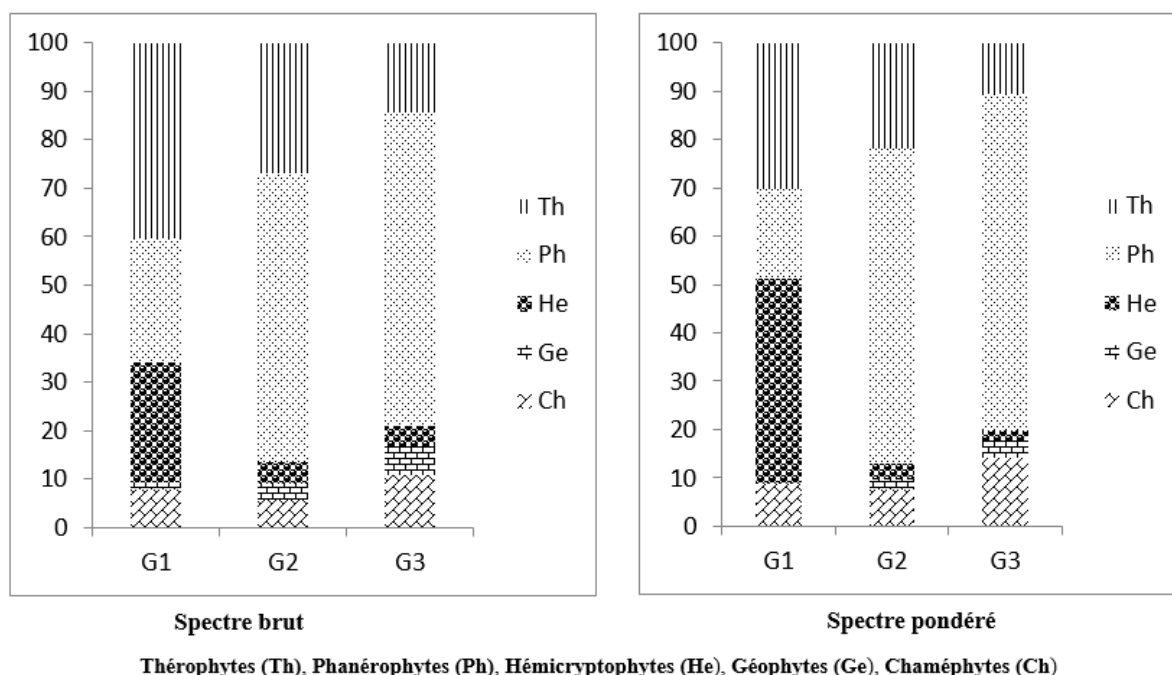 100
90
80
70
60
50
40
30
20
10
0
G1 G2 G3
Th
Ph
He
Ge
Ch
Spectre brut
100
90
80
70
60
50
40
30
20
10
0
G1 G2 G3
Th
Ph
He
Ge
Ch
Spectre pondéré
Thérophytes (Th), Phanérophytes (Ph), Hémicryptophytes (He), Géophytes (Ge), Chaméphytes (Ch)